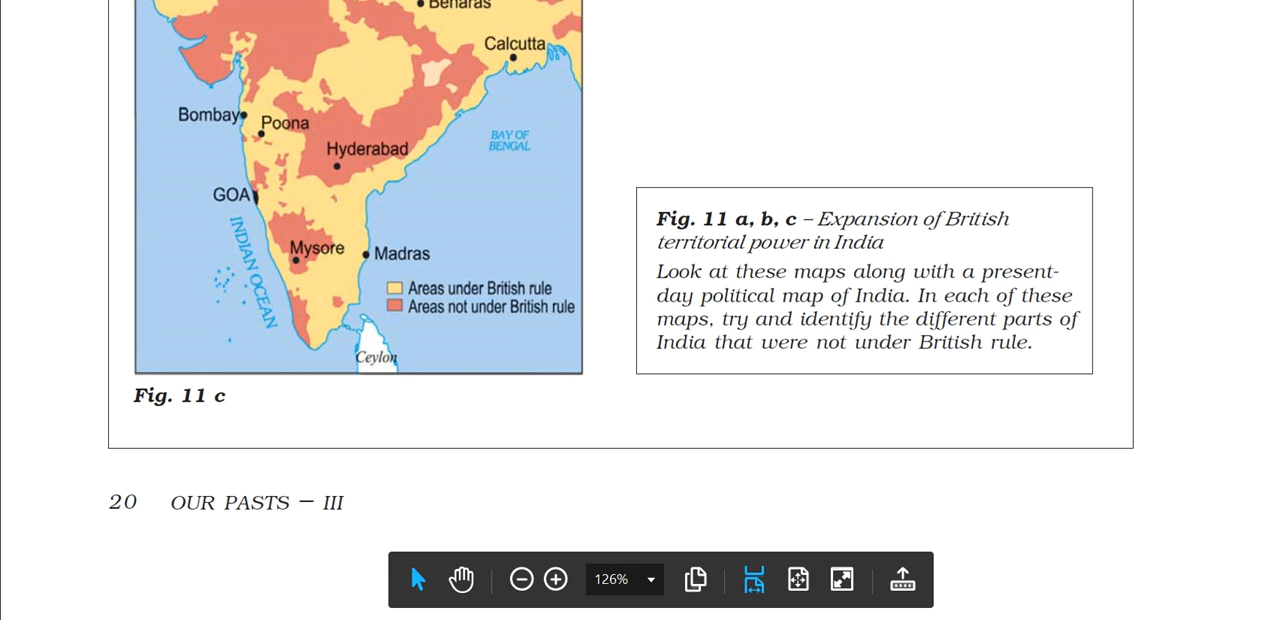 Benaras
Calcutta
Bombay
Poona
BAY OF
BENGAL
Hyderabad
GOA
INDIAN OCEAN
Mysore
Madras
Areas under British rule
Areas not under British rule
Ceylon
Fig. 11 c
Fig. 11 a, b, c – Expansion of British
territorial power in India
Look at these maps along with a present-
day political map of India. In each of these
maps, try and identify the different parts of
India that were not under British rule.
20 OUR PASTS – III
126%